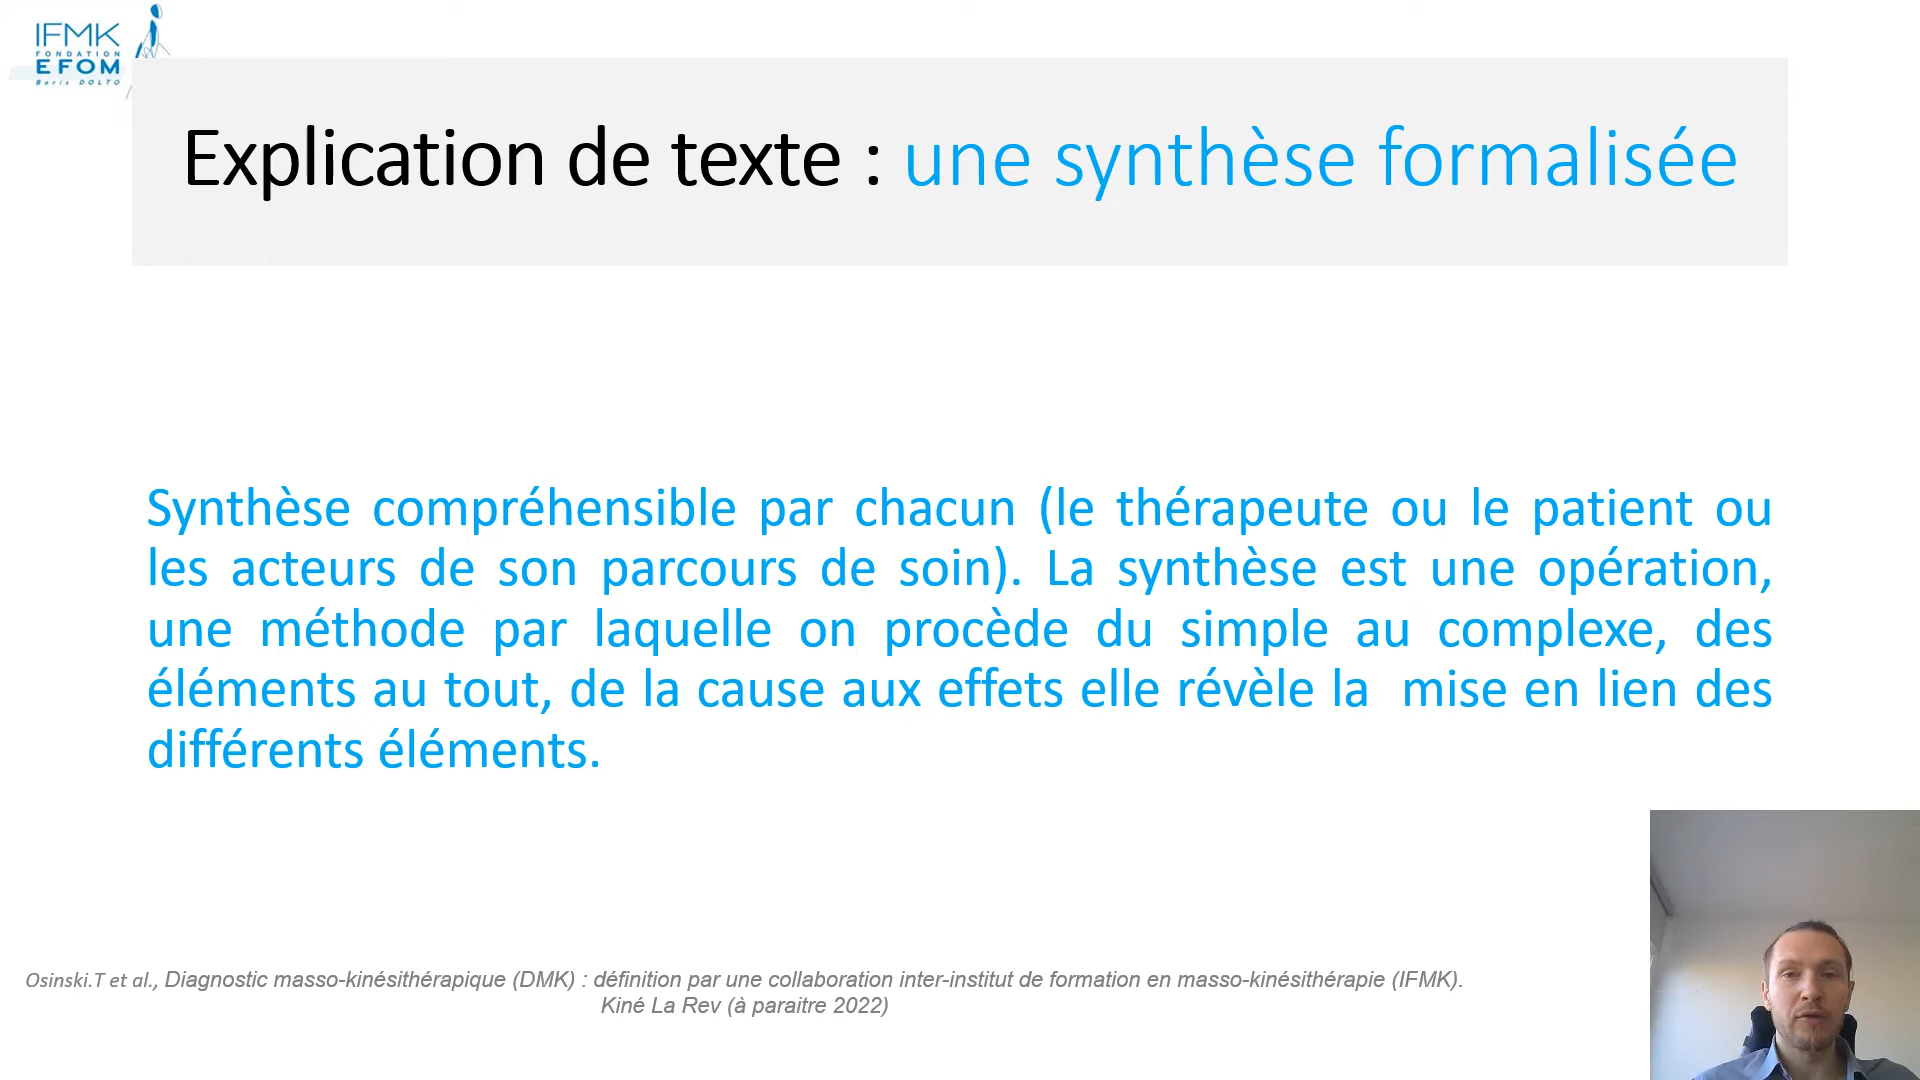 IFMK
FONDATION
EFOM
Boris DOLTO
Explication de texte : une synthèse formalisée
Synthèse compréhensible par chacun (le thérapeute ou le patient ou
les acteurs de son parcours de soin). La synthèse est une opération,
une méthode par laquelle on procède du simple au complexe, des
éléments au tout, de la cause aux effets elle révèle la  mise en lien des
différents éléments.
Osinski.T et al., Diagnostic masso-kinésithérapique (DMK) : définition par une collaboration inter-institut de formation en masso-kinésithérapie (IFMK).
Kiné La Rev (à paraitre 2022)